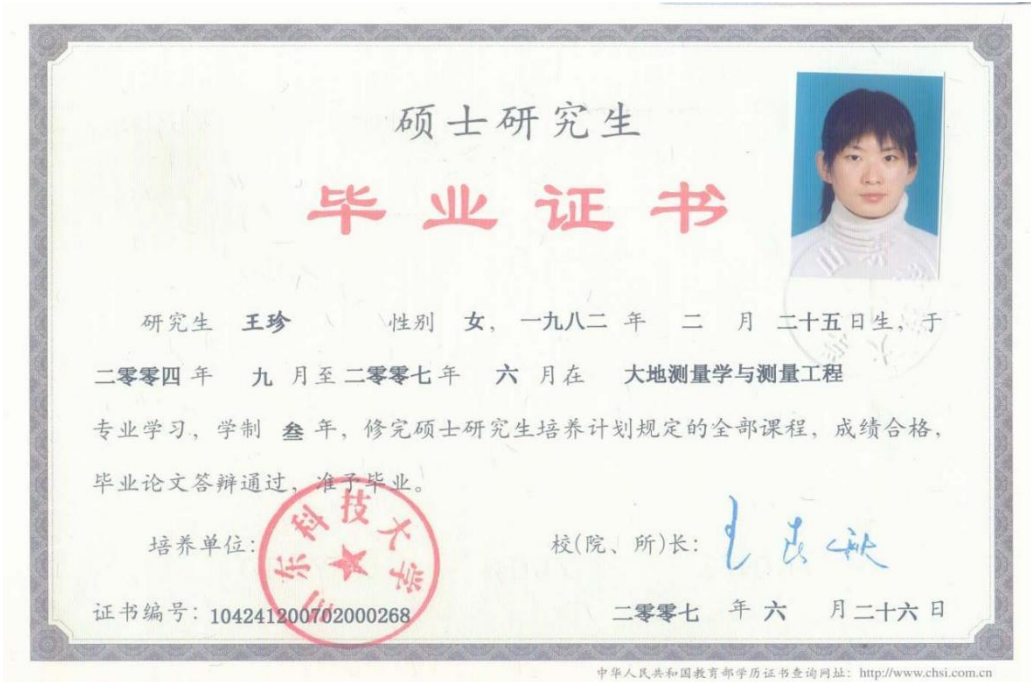 硕士研究生
毕业证书
研究生 王珍 性别 女，一九八二 年 二 月 二十五日生，于
二零零四 年 九 月至 二零零七 年 六 月在 大地测量学与测量工程
专业学习，学制 叁 年，修完硕士研究生培养计划规定的全部课程，成绩合格，
毕业论文答辩通过，准予毕业。
山东科技大学
培养单位： 校(院、所)长：
证书编号：104241200702000268 二零零七 年 六 月二十六日
中华人民共和国教育部学历证书查询网址：http://www.chsi.com.cn